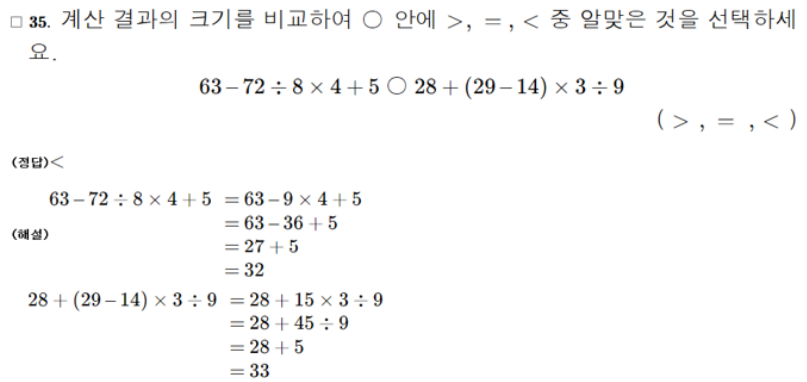 □ 35. 계산 결과의 크기를 비교하여 ○ 안에 >, =, < 중 알맞은 것을 선택하세
요.
63－72÷8×4+5 ○ 28+(29－14)×3÷9
( > , = , < )
(정답)<
63－72÷8×4+5 =63－9×4+5
=63－36+5
(해설)
=27+5
=32
28+(29－14)×3÷9 =28+15×3÷9
=28+45÷9
=28+5
=33